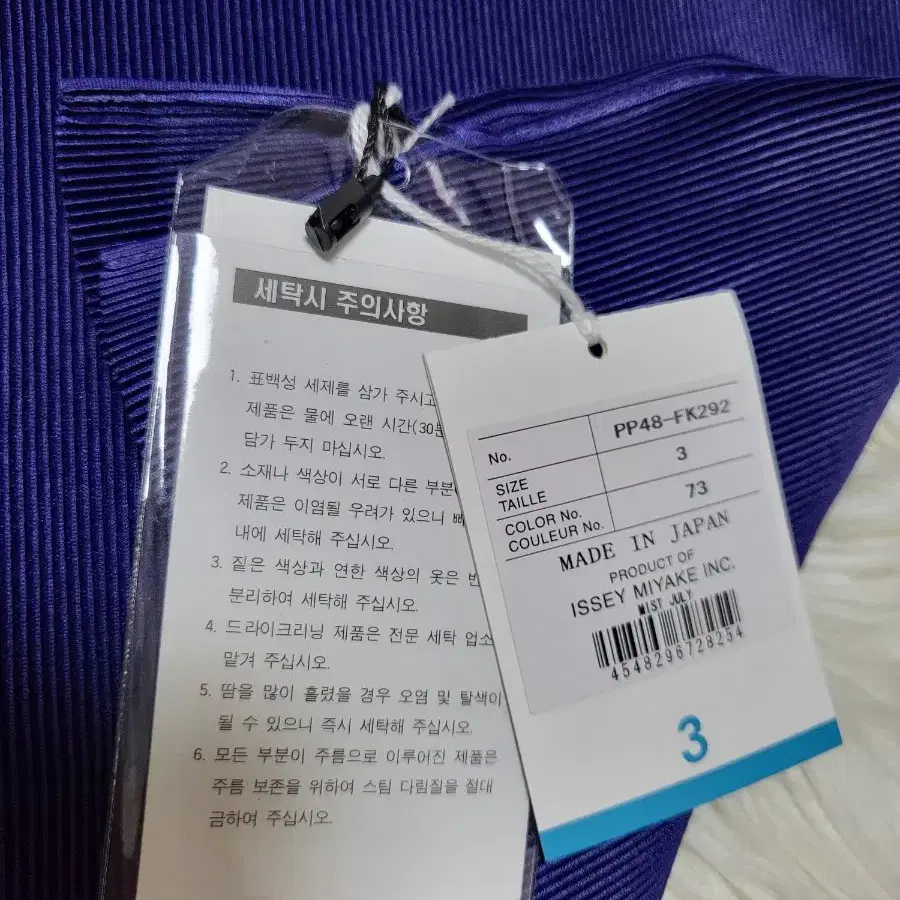 세탁시 주의사항
1. 표백성 세제를 삼가 주시고
제품은 물에 오랜 시간(30분
담가 두지 마십시오.
2. 소재나 색상이 서로 다른
제품은 이염될 우려가 있으니
내에 세탁해 주십시오.
3. 짙은 색상과 연한 색상의 옷은
분리하여 세탁해 주십시오.
4. 드라이크리닝 제품은 전문 세탁 업소
맡겨 주십시오.
5. 땀을 많이 흘렸을 경우 오염 및 탈색이
될 수 있으니 즉시 세탁해 주십시오.
6. 모든 부분이 주름으로 이루어진 제품은
주름 보존을 위하여 스팀 다림질을 절대
금하여 주십시오.
No. PP48-FK292
SIZE
TAILLE 3
COLOR No.
COULEUR No. 73
MADE IN JAPAN
PRODUCT OF
ISSEY MIYAKE INC.
MIST JULY
4548296728254
3